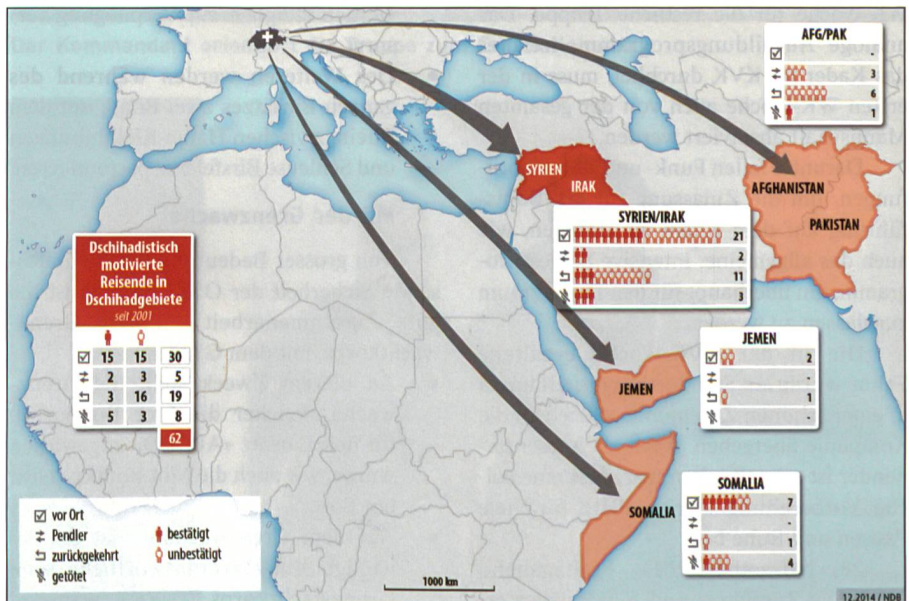 AFG/PAK
-
3
6
1
SYRIEN
IRAK
AFGHANISTAN
PAKISTAN
SYRIEN/IRAK
21
2
11
3
Dschihadistisch
motivierte
Reisende in
Dschihadgebiete
seit 2001
15 15 30
2 3 5
3 16 19
5 3 8
62
JEMEN
JEMEN
2
-
1
-
SOMALIA
SOMALIA
7
-
1
4
vor Ort
Pendler
zurückgekehrt
getötet
bestätigt
unbestätigt
1000 km
12.2014 / NDB